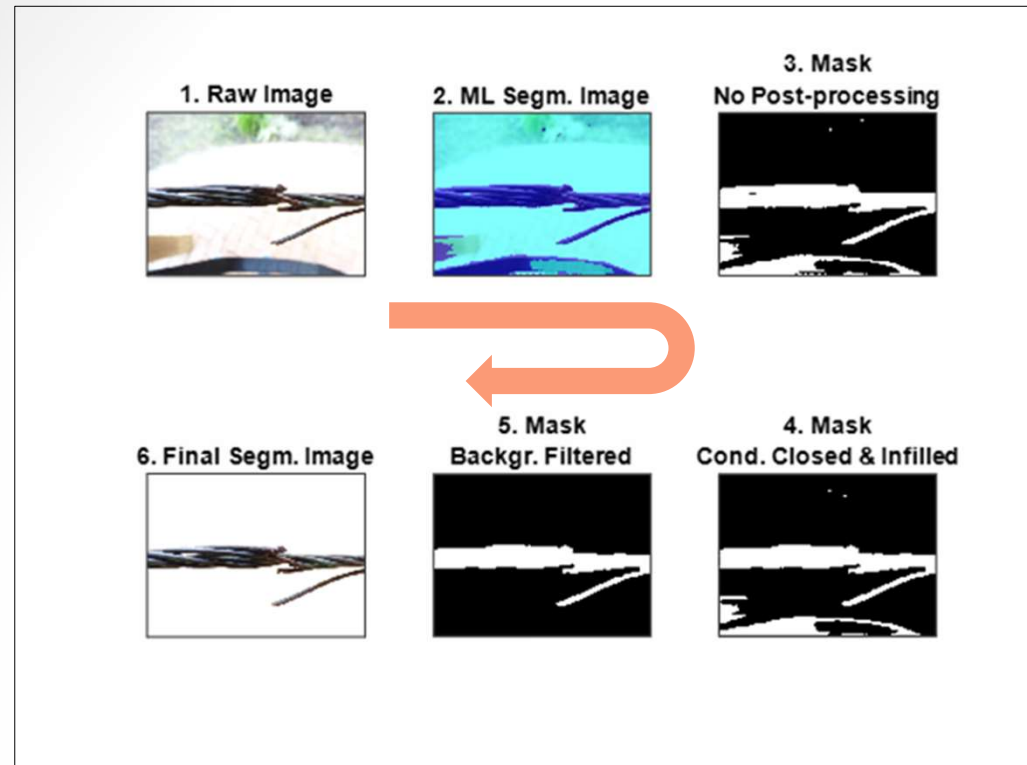 1. Raw Image
2. ML Segm. Image
3. Mask
No Post-processing
4. Mask
Cond. Closed & Infilled
5. Mask
Backgr. Filtered
6. Final Segm. Image